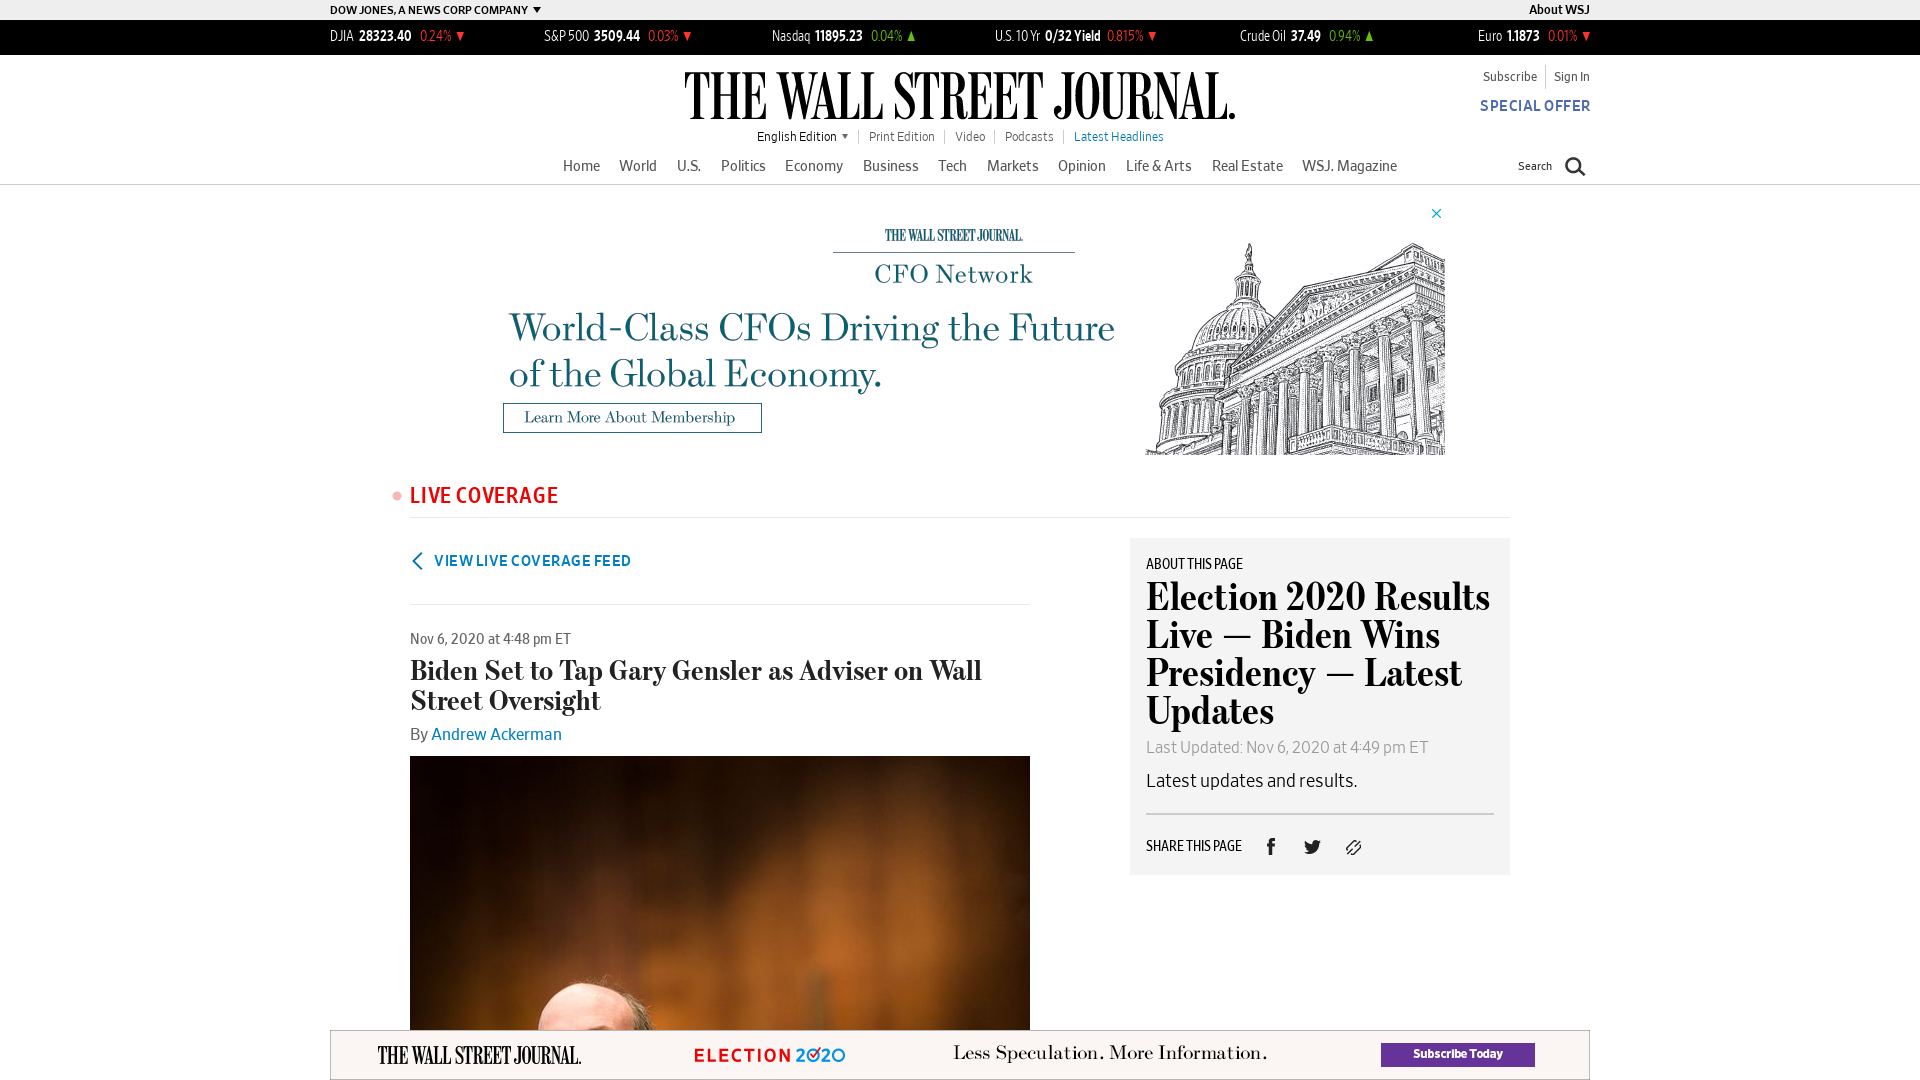 DOW JONES, A NEWS CORP COMPANY
About WSJ
DJIA 28323.40 0.24%
S&P 500 3509.44 0.03%
Nasdaq 11895.23 0.04%
U.S. 10 Yr 0/32 Yield 0.815%
Crude Oil 37.49 0.94%
Euro 1.1873 0.01%
THE WALL STREET JOURNAL.
Subscribe
Sign In
SPECIAL OFFER
English Edition
Print Edition
Video
Podcasts
Latest Headlines
Home World U.S. Politics Economy Business Tech Markets Opinion Life & Arts Real Estate WSJ. Magazine
Search
THE WALL STREET JOURNAL.
CFO Network
World-Class CFOs Driving the Future
of the Global Economy.
Learn More About Membership
LIVE COVERAGE
VIEW LIVE COVERAGE FEED
Nov 6, 2020 at 4:48 pm ET
Biden Set to Tap Gary Gensler as Adviser on Wall
Street Oversight
By Andrew Ackerman
ABOUT THIS PAGE
Election 2020 Results
Live — Biden Wins
Presidency — Latest
Updates
Last Updated: Nov 6, 2020 at 4:49 pm ET
Latest updates and results.
SHARE THIS PAGE
THE WALL STREET JOURNAL.
ELECTION 2020
Less Speculation. More Information.
Subscribe Today